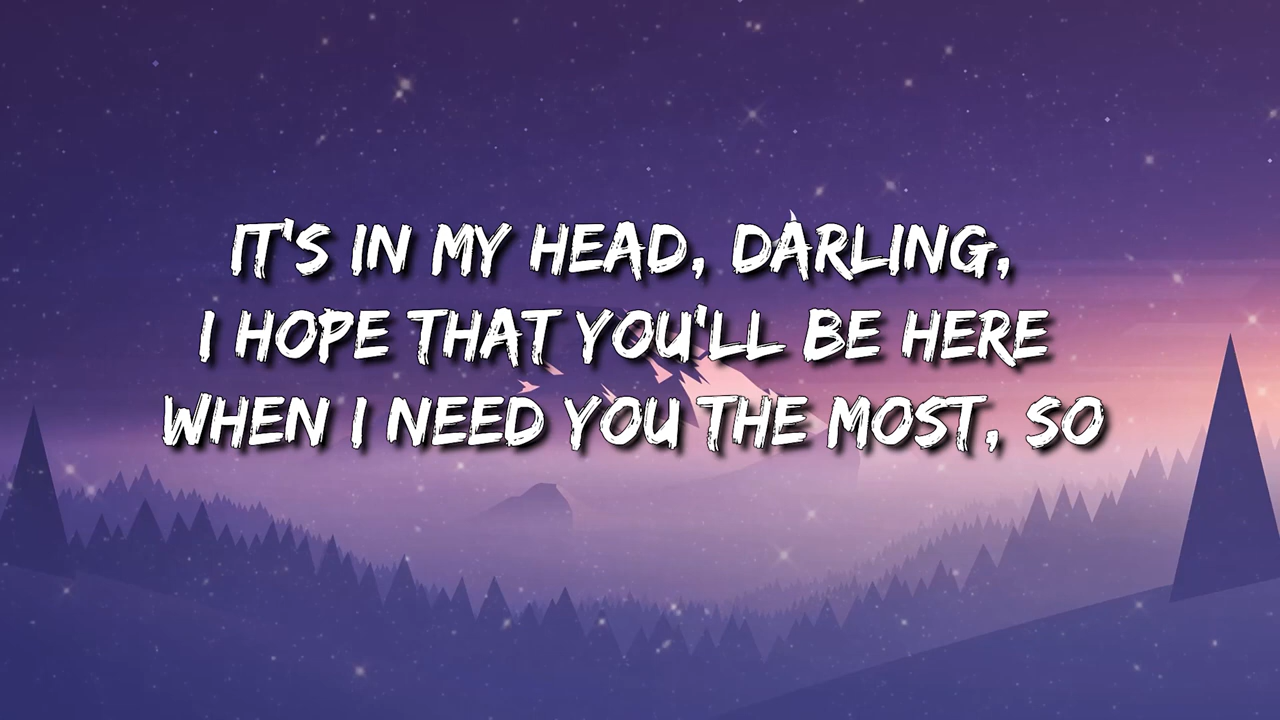 IT'S IN MY HEAD, DARLING,
I HOPE THAT YOU'LL BE HERE
WHEN I NEED YOU THE MOST, SO